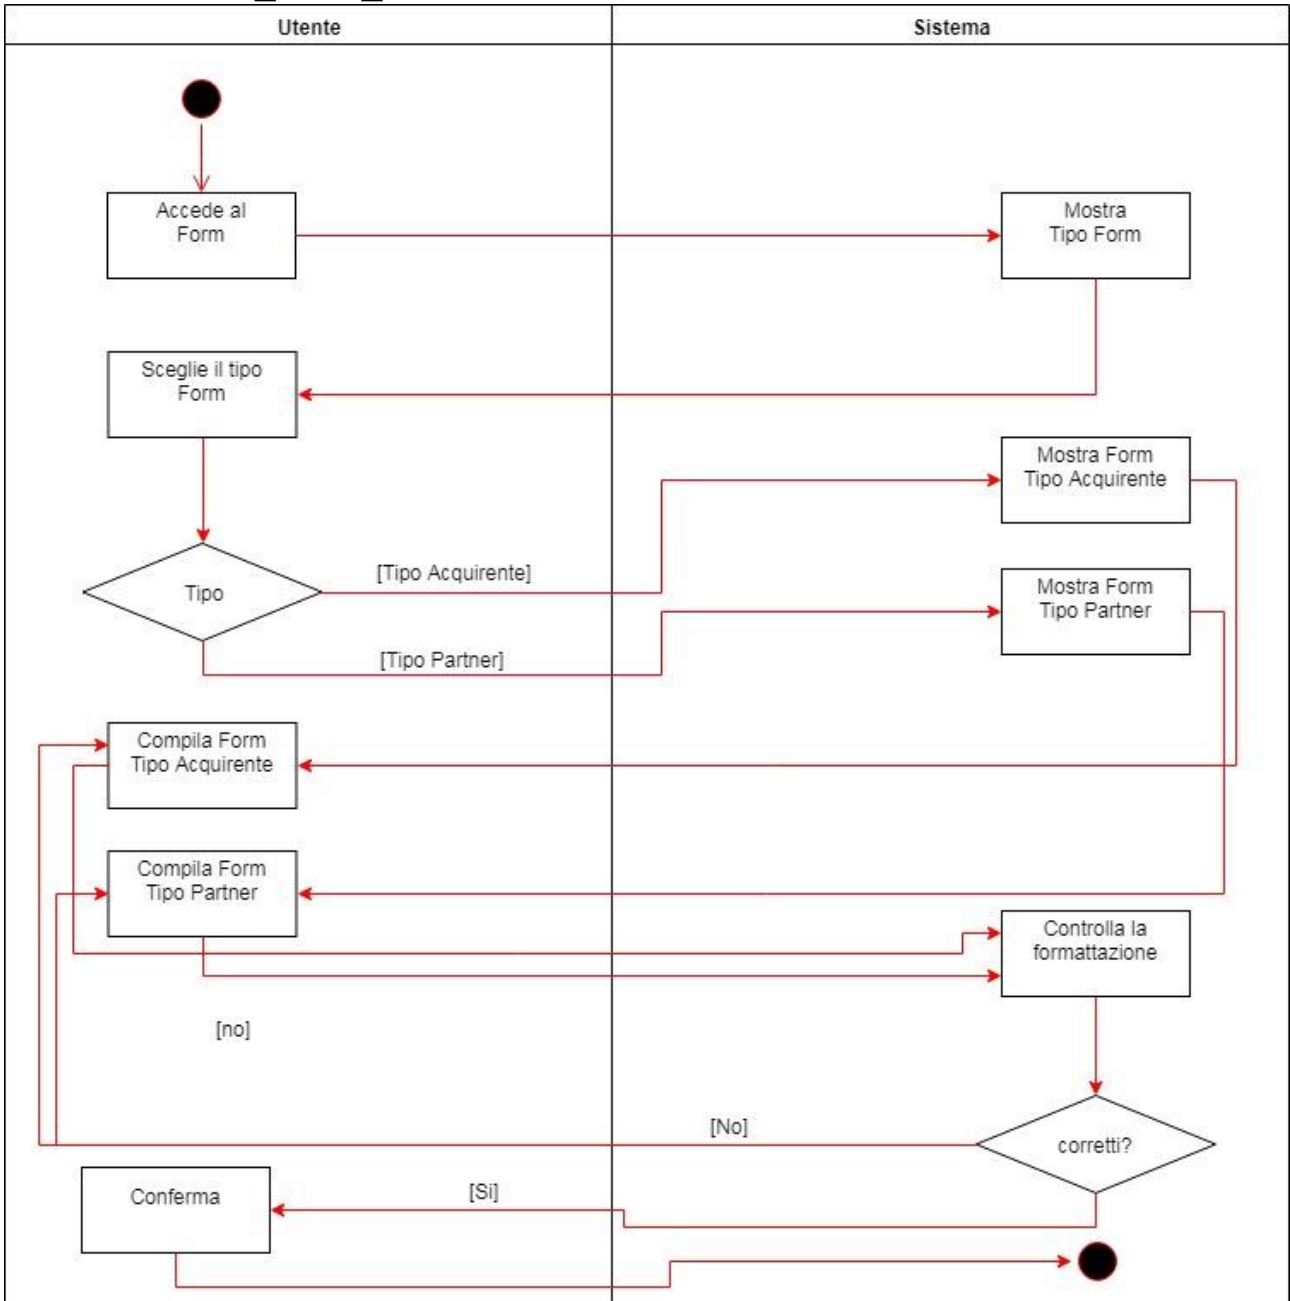 Utente
Sistema
Accede al
Form
Mostra
Tipo Form
Sceglie il tipo
Form
Mostra Form
Tipo Acquirente
[Tipo Acquirente]
Tipo
Mostra Form
Tipo Partner
[Tipo Partner]
Compila Form
Tipo Acquirente
Compila Form
Tipo Partner
Controlla la
formattazione
[no]
[No]
corretti?
Conferma
[Si]